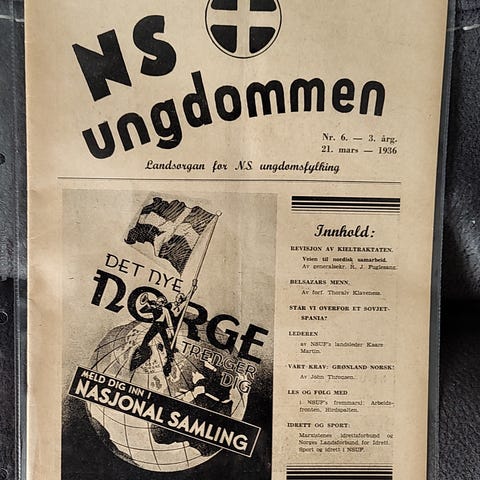 NS
ungdommen
Nr. 6. — 3. årg.
21. mars — 1936
Landsorgan for N.S. ungdomsfylking
DET NYE
NORGE
TRENGER
DIG
MELD DIG INN I
NASJONAL SAMLING
Innhold:
REVISJON AV KIELTRAKTATEN.
Veien til nordisk samarbeid.
Av generalsekr. R. J. Fuglesang.
BELSAZARS MENN.
Av forf. Thoralv Klaveness.
STÅR VI OVERFOR ET SOVJET-
SPANIA?
LEDEREN
av NSUF's landsleder Kaare
Martin.
VÅRT KRAV: GRØNLAND NORSK!
Av John Thronsen.
LES OG FØLG MED
i NSUF's fremmarsj: Arbeids-
fronten. Hirdspalten.
IDRETT OG SPORT:
Marxistenes idrettsforbund og
Norges Landsforbund for Idrett.
Sport og idrett i NSUF.